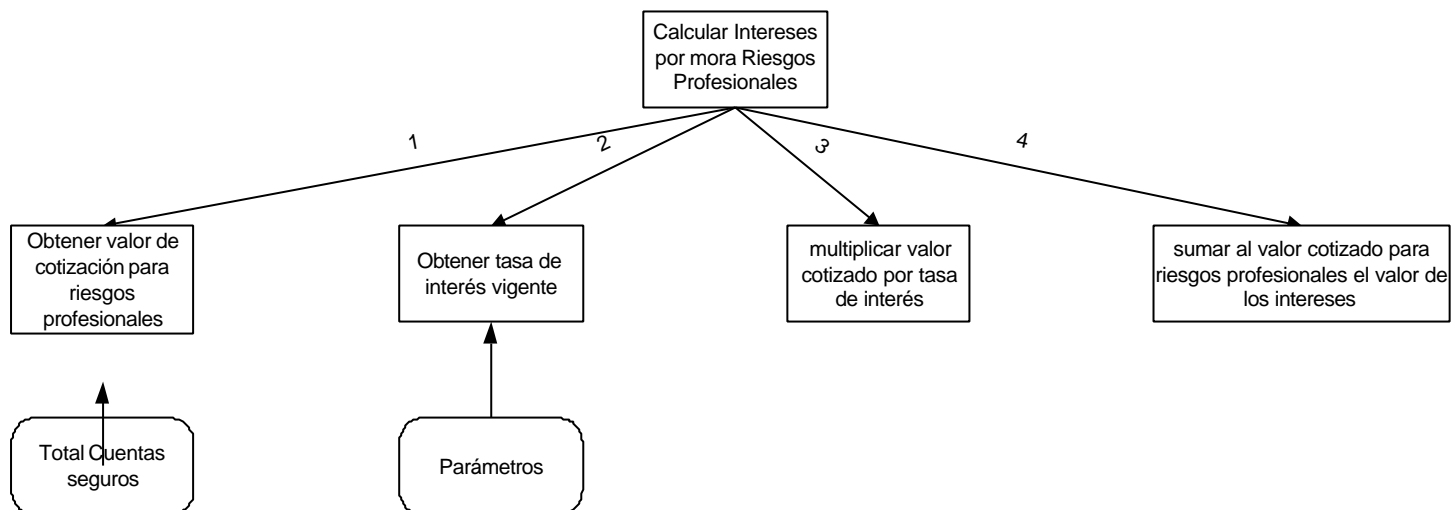 Calcular Intereses
por mora Riesgos
Profesionales
1
2
3
4
Obtener valor de
cotización para
riesgos
profesionales
Obtener tasa de
interés vigente
multiplicar valor
cotizado por tasa
de interés
sumar al valor cotizado para
riesgos profesionales el valor de
los intereses
Total Cuentas
seguros
Parámetros